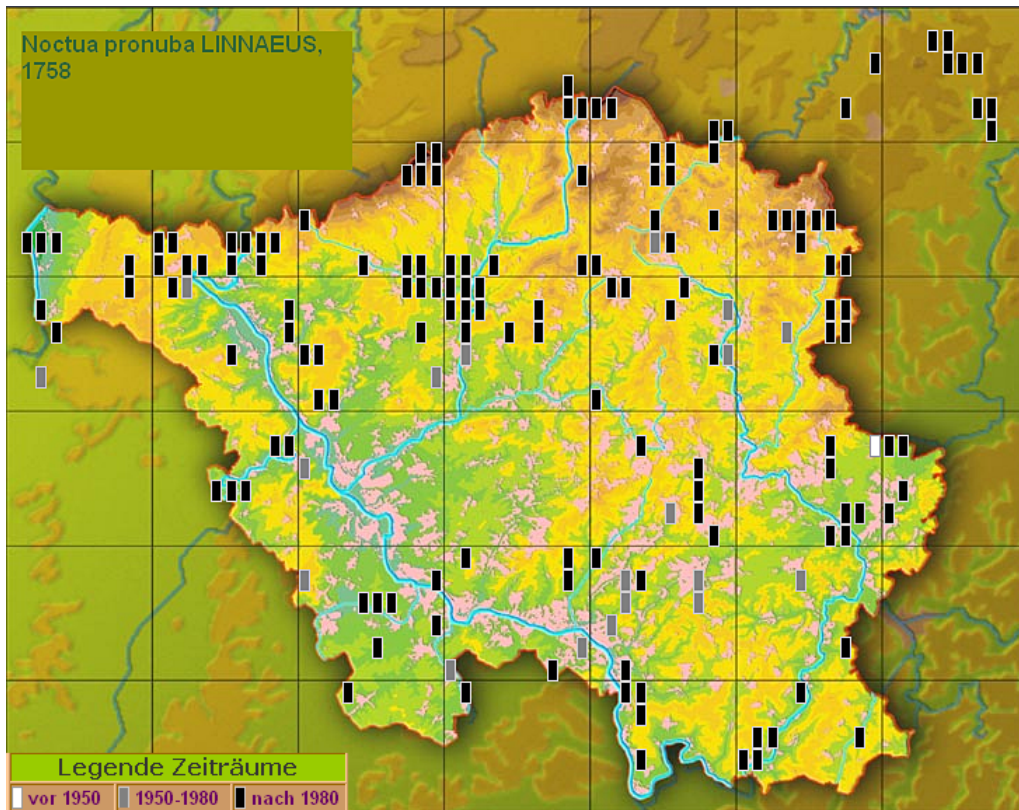 Noctua pronuba LINNAEUS,
1758
Legende Zeiträume
vor 1950 1950-1980 nach 1980